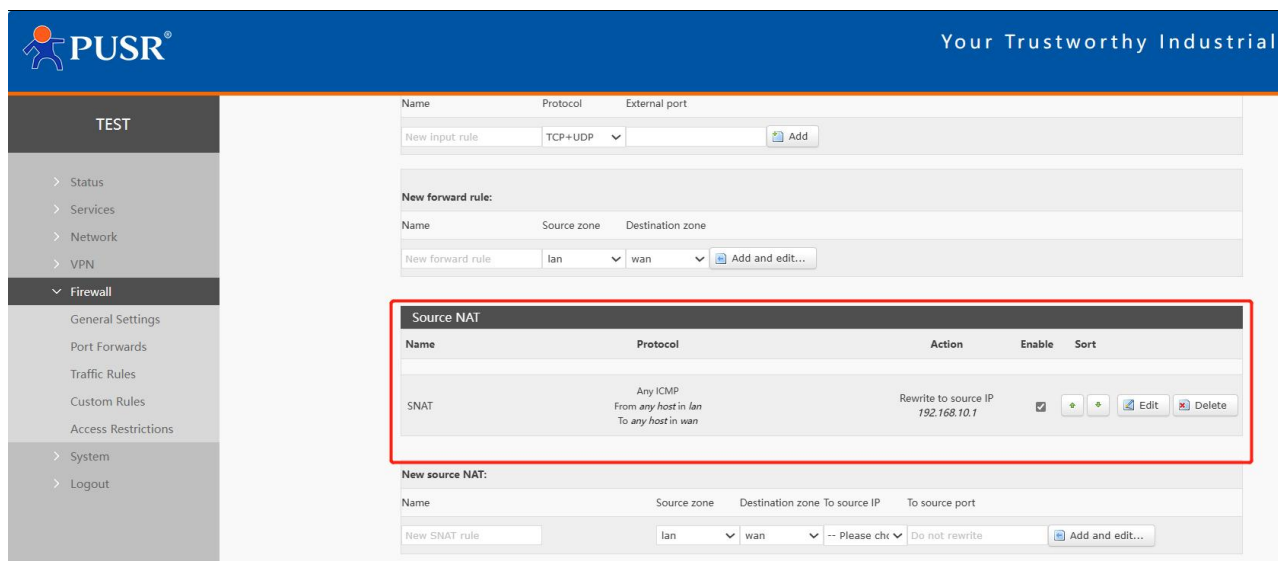 PUSR®
Your Trustworthy Industrial
TEST
Status
Services
Network
VPN
Firewall
General Settings
Port Forwards
Traffic Rules
Custom Rules
Access Restrictions
System
Logout
Name Protocol External port
New input rule TCP+UDP Add
New forward rule:
Name Source zone Destination zone
New forward rule lan wan Add and edit...
Source NAT
Name Protocol Action Enable Sort
SNAT
Any ICMP
From any host in lan
To any host in wan
Rewrite to source IP
192.168.10.1
Edit Delete
New source NAT:
Name Source zone Destination zone To source IP To source port
New SNAT rule lan wan -- Please chc Do not rewrite Add and edit...